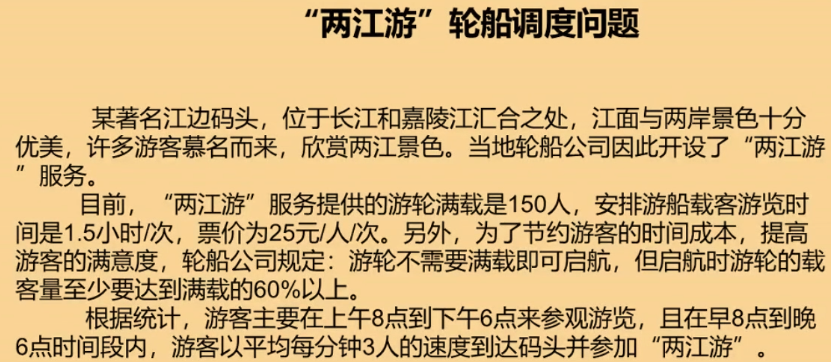 “两江游”轮船调度问题
某著名江边码头，位于长江和嘉陵江汇合之处，江面与两岸景色十分
优美，许多游客慕名而来，欣赏两江景色。当地轮船公司因此开设了“两江游
”服务。
目前，“两江游”服务提供的游轮满载是150人，安排游船载客游览时
间是1.5小时/次，票价为25元/人/次。另外，为了节约游客的时间成本，提高
游客的满意度，轮船公司规定：游轮不需要满载即可启航，但启航时游轮的载
客量至少要达到满载的60%以上。
根据统计，游客主要在上午8点到下午6点来参观游览，且在早8点到晚
6点时间段内，游客以平均每分钟3人的速度到达码头并参加“两江游”。